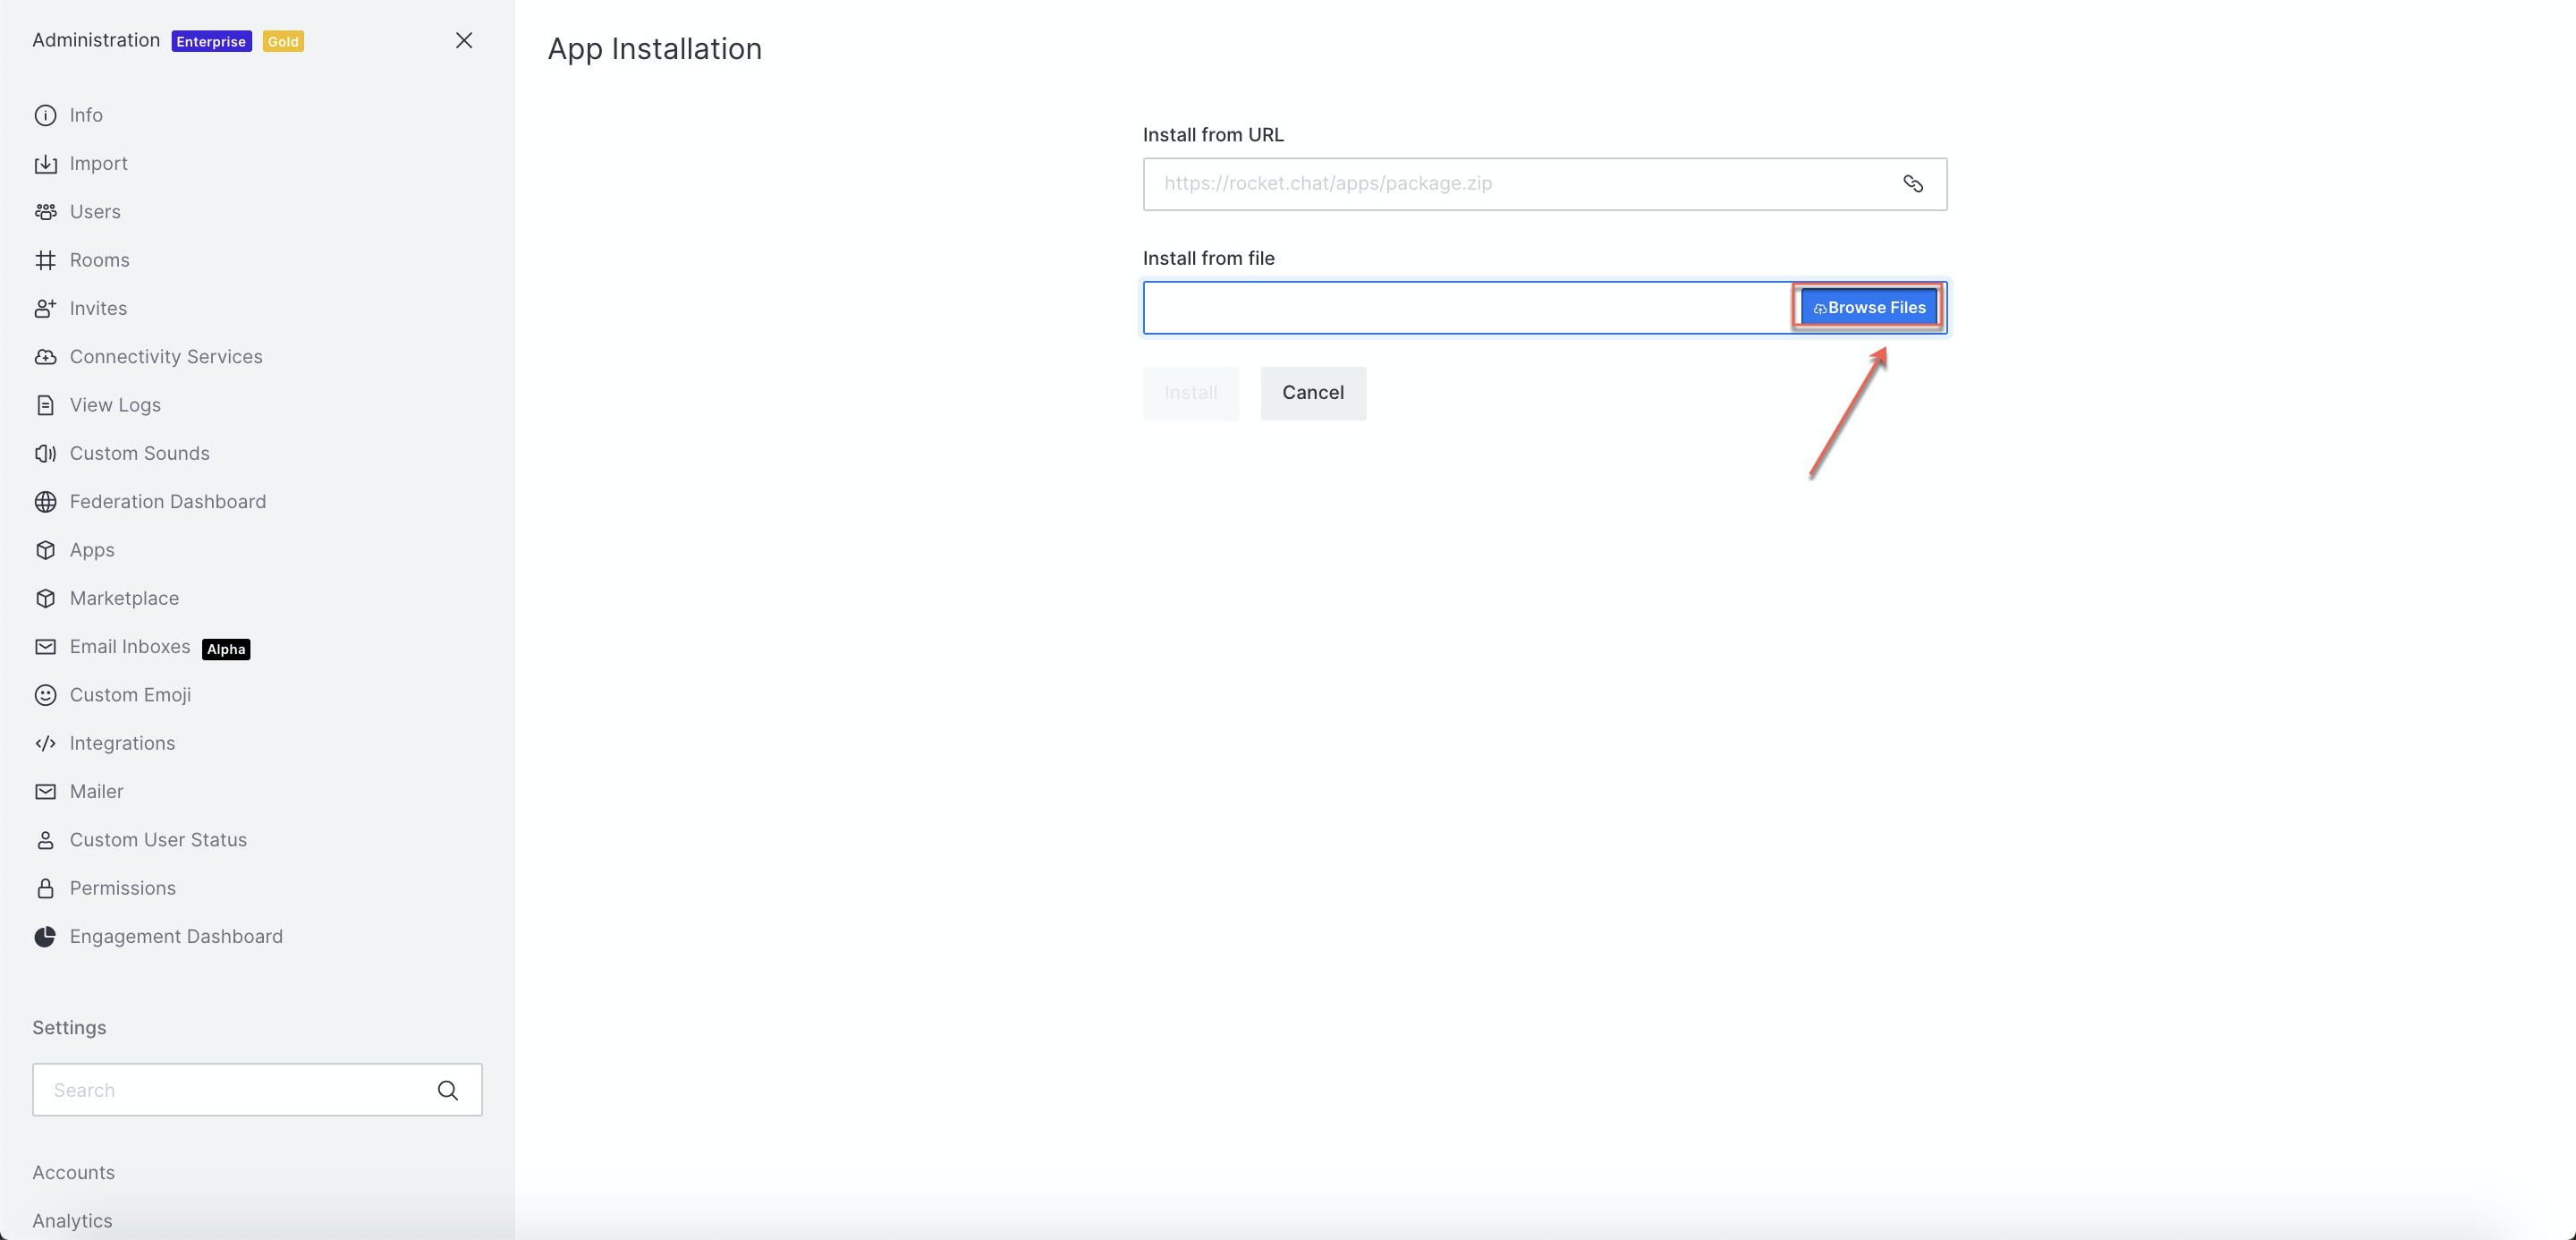 Administration Enterprise Gold
Info
Import
Users
Rooms
Invites
Connectivity Services
View Logs
Custom Sounds
Federation Dashboard
Apps
Marketplace
Email Inboxes Alpha
Custom Emoji
Integrations
Mailer
Custom User Status
Permissions
Engagement Dashboard
Settings
Search
Accounts
Analytics
App Installation
Install from URL
https://rocket.chat/apps/package.zip
Install from file
Browse Files
Install Cancel